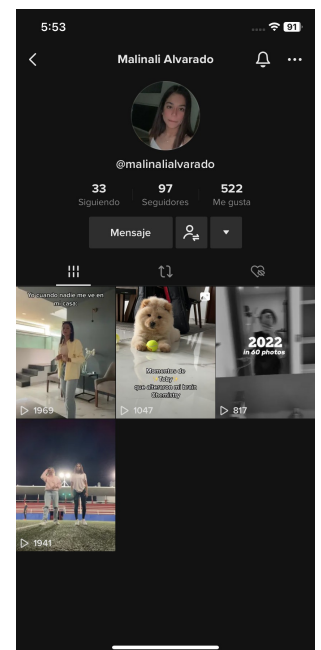 5:53
91
Malinali Alvarado
@malinalialvarado
33 97 522
Siguiendo Seguidores Me gusta
Mensaje
Yo cuando nadie me ve en
mi casa
1969
Momentos de
Toby
que alteraron mi brain
Chemistry
1047
2022
in 60 photos
817
1941